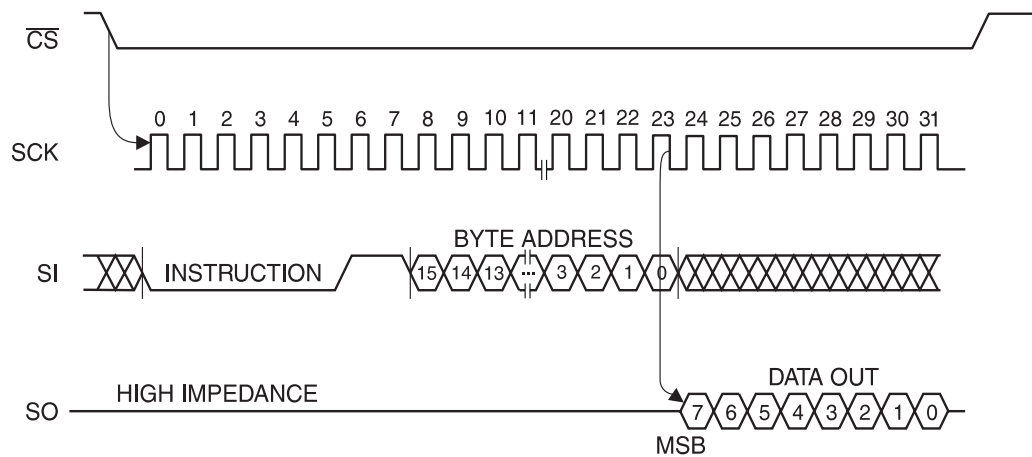 CS
0 1 2 3 4 5 6 7 8 9 10 11 20 21 22 23 24 25 26 27 28 29 30 31
SCK
BYTE ADDRESS
SI INSTRUCTION 15 14 13 ... 3 2 1 0
DATA OUT
HIGH IMPEDANCE
SO 7 6 5 4 3 2 1 0
MSB